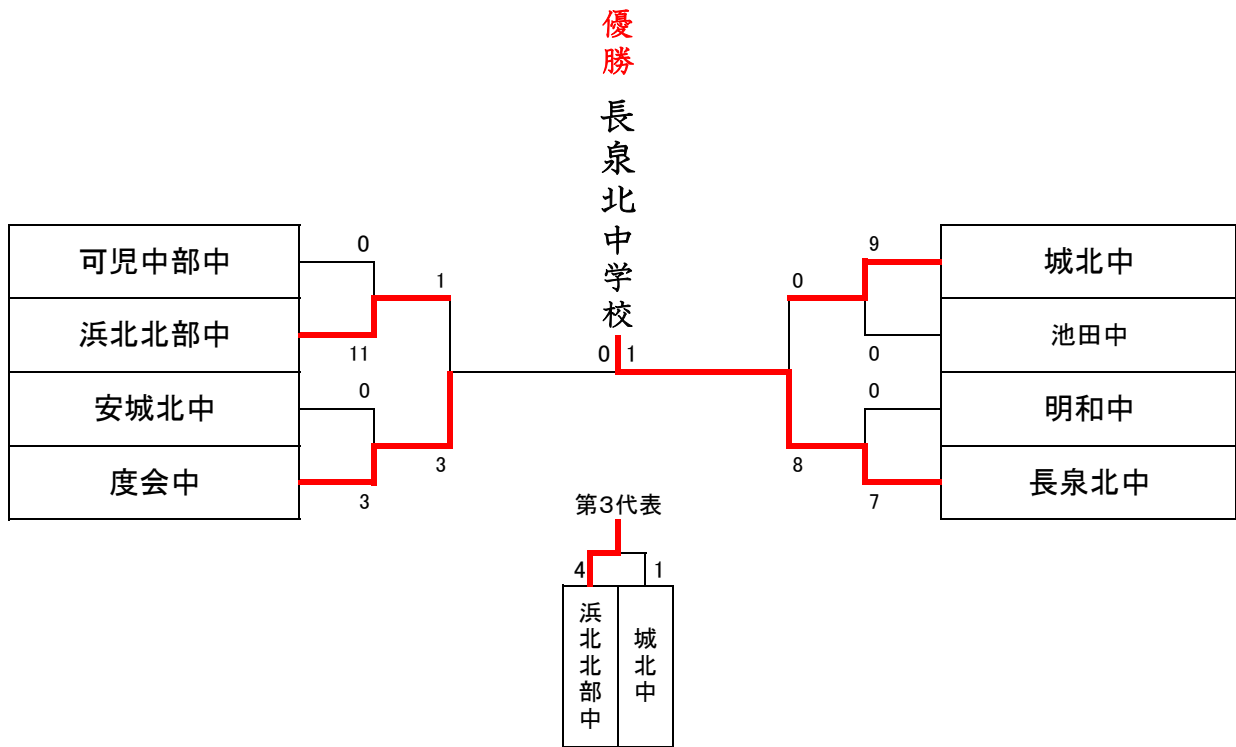 優勝
長泉北中学校
可児中部中
0
1
浜北北部中
11
安城北中
0
度会中
3
3
0
1
9
城北中
0
池田中
0
明和中
0
長泉北中
8
7
第3代表
4
1
浜北北部中
城北中